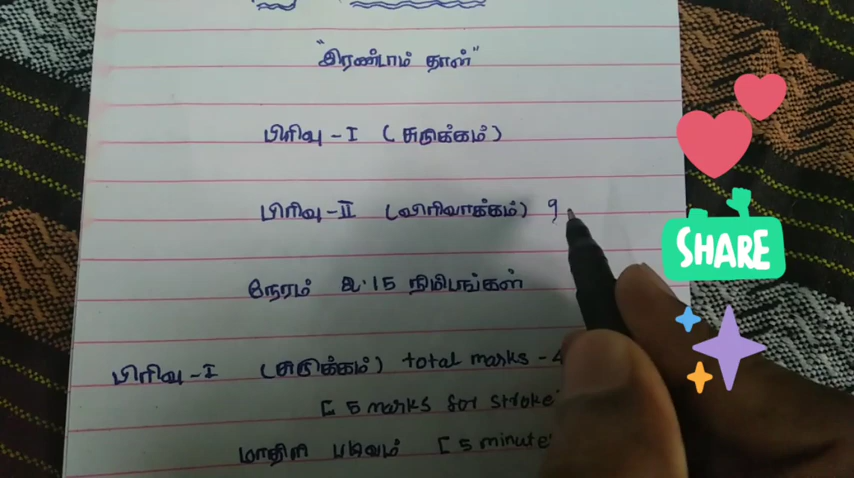 "இரண்டாம் தாள்"
பிரிவு - I (சுருக்கம்)
பிரிவு - II (விரிவாக்கம்) 9
நேரம் 2.15 நிமிடங்கள்
பிரிவு - I (சுருக்கம்) total marks - 4
[ 5 marks for stroke
மாதிரி படிவம் [ 5 minute
SHARE